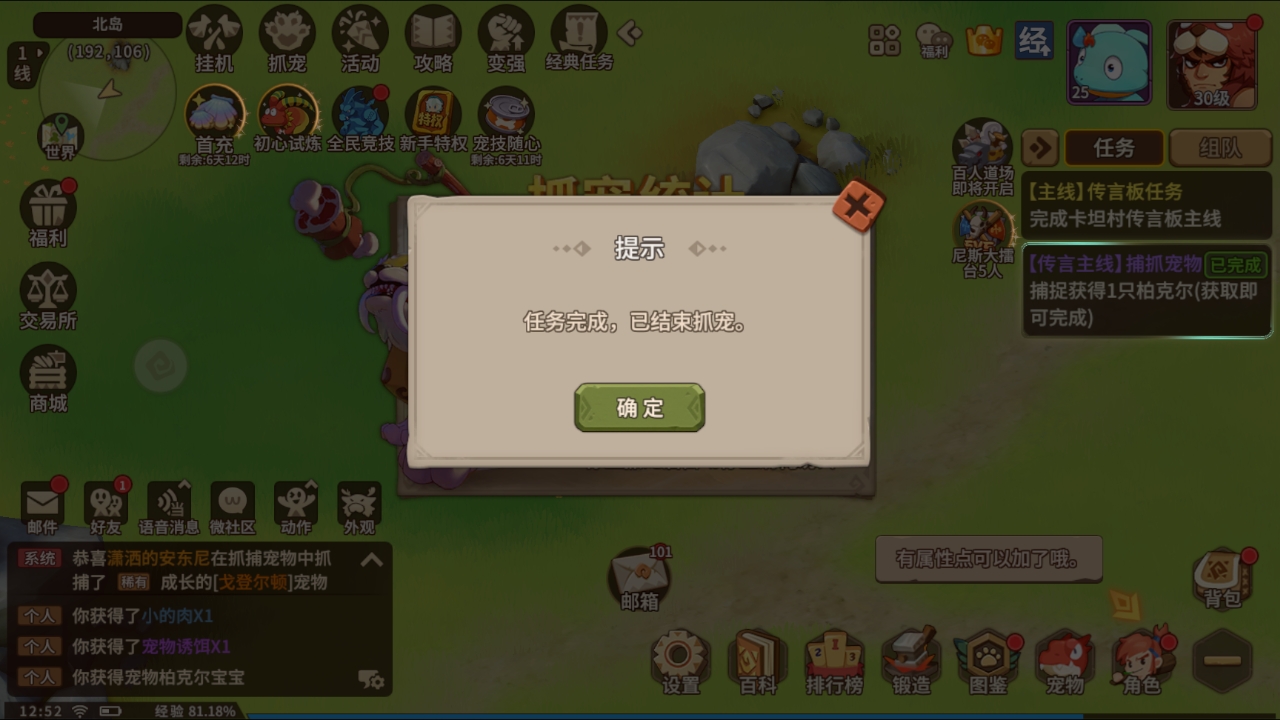 北岛
(192,106)
1
线
世界
挂机
抓宠
活动
攻略
变强
经典任务
首充
剩余:6天12时
初心试炼
全民竞技
特权
新手特权
宠技随心
剩余:6天11时
福利
经
25
30级
百人道场
即将开启
任务
组队
【主线】传言板任务
完成卡坦村传言板主线
尼斯大擂
台5人
【传言主线】捕抓宠物
已完成
捕捉获得1只柏克尔(获取即
可完成)
福利
交易所
商城
抓宠统计
提示
任务完成，已结束抓宠。
确定
1
邮件
好友
语音消息
微社区
动作
外观
系统 恭喜潇洒的安东尼在抓捕宠物中抓
捕了 稀有 成长的[戈登尔顿]宠物
个人 你获得了小的肉X1
个人 你获得了宠物诱饵X1
个人 你获得宠物柏克尔宝宝
101
邮箱
有属性点可以加了哦。
背包
设置
百科
2 1 3
排行榜
锻造
图鉴
宠物
角色
12:52
经验 81.18%